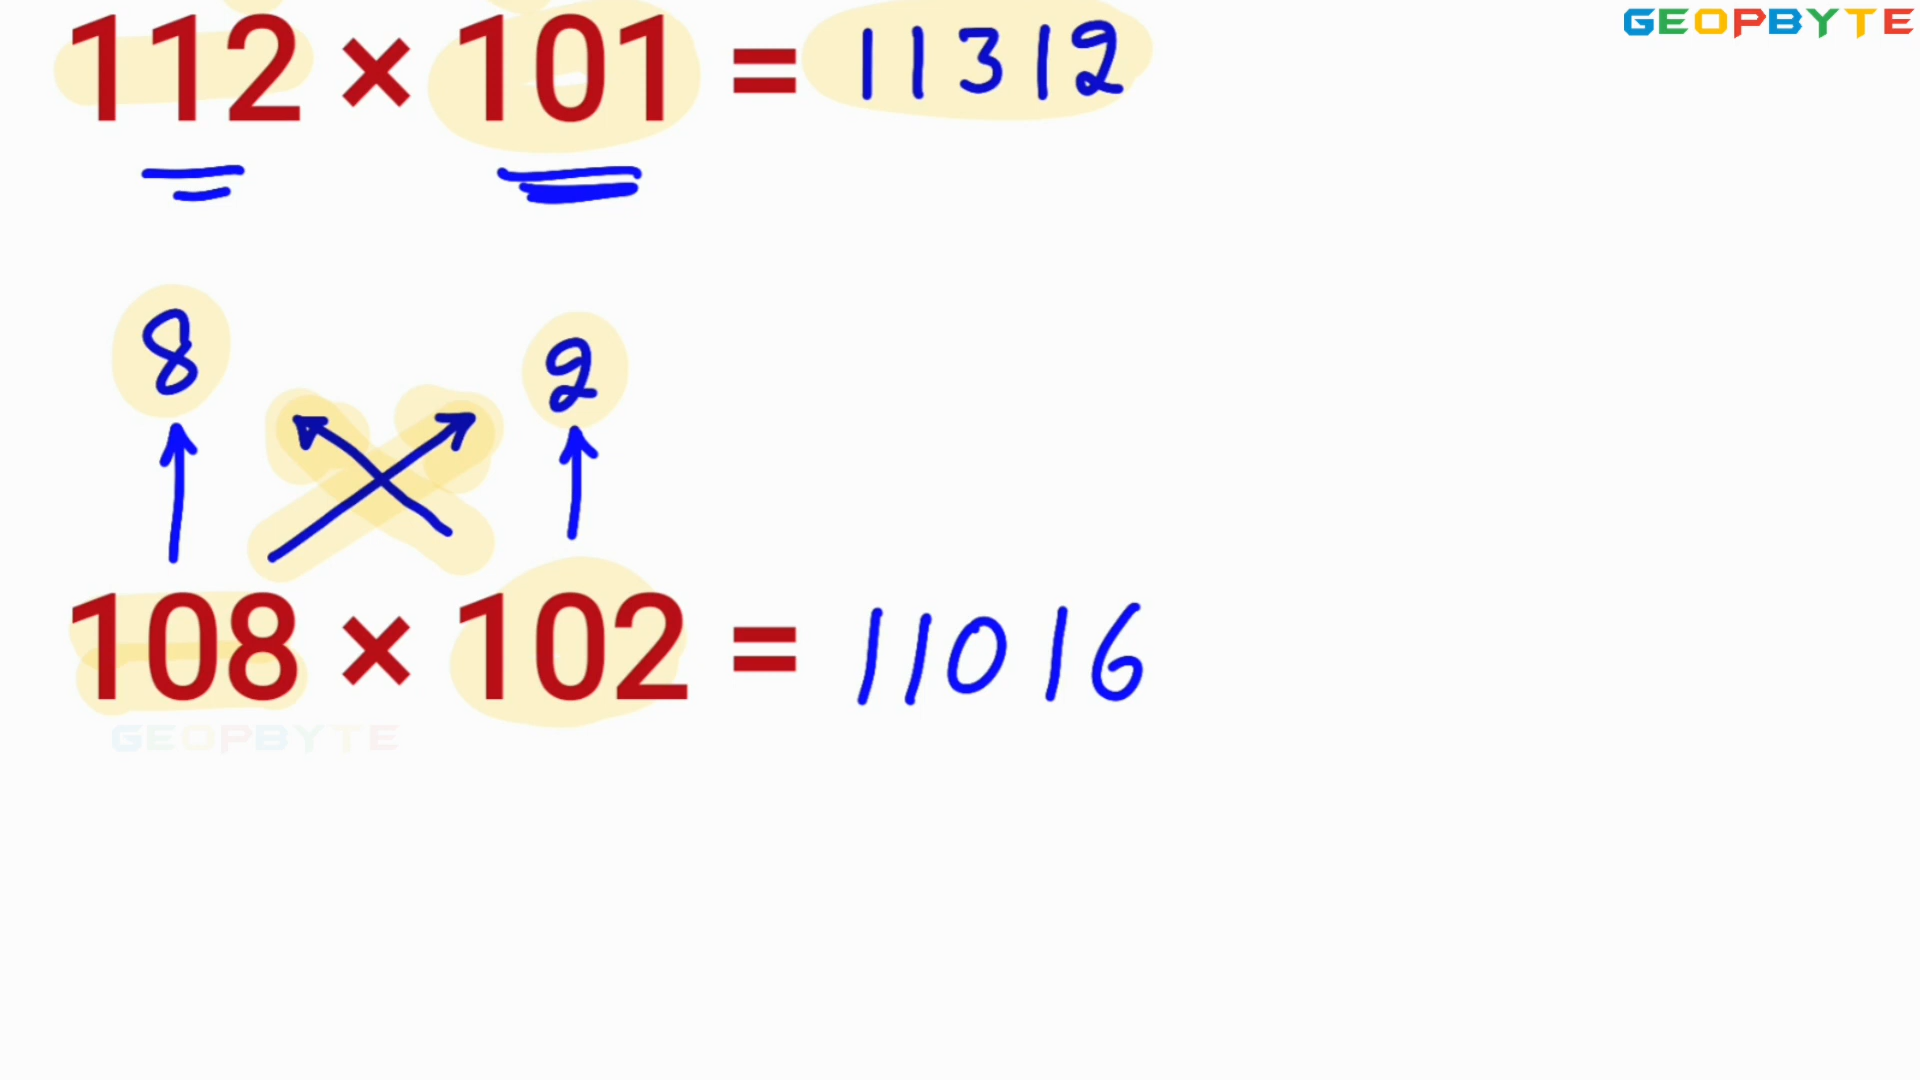 GEOPBYTE
112 × 101 = 11312
8 2
108 × 102 = 11016
GEOPBYTE